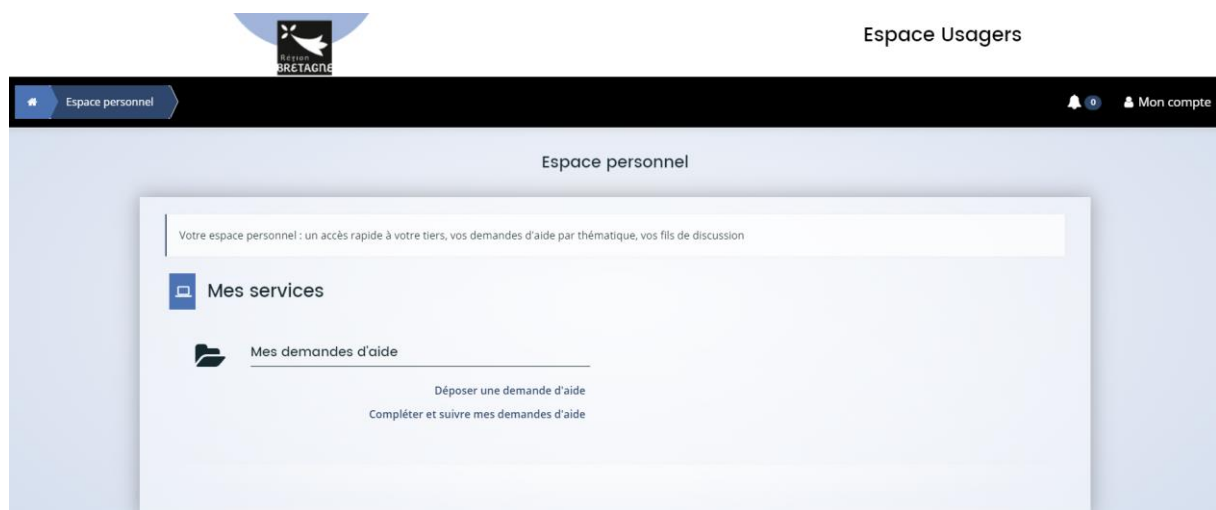 Région
BRETAGNE
Espace Usagers
Espace personnel
0
Mon compte
Espace personnel
Votre espace personnel : un accès rapide à votre tiers, vos demandes d'aide par thématique, vos fils de discussion
Mes services
Mes demandes d'aide
Déposer une demande d'aide
Compléter et suivre mes demandes d'aide